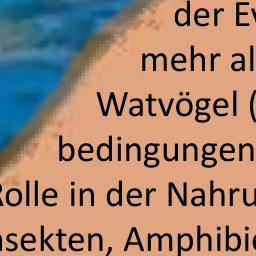 der Ev
mehr al
Watvögel (
bedingungen
Rolle in der Nahru
nsekten, Amphibie